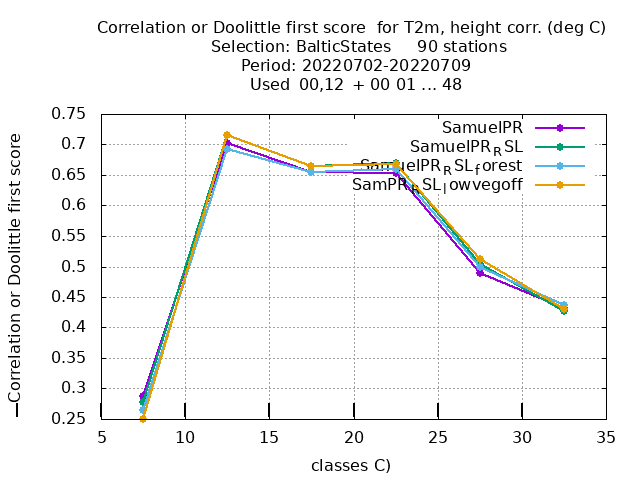 Correlation or Doolittle first score  for T2m, height corr. (deg C)
Selection: BalticStates     90 stations
Period: 20220702-20220709
Used  00,12  + 00 01 ... 48
Correlation or Doolittle first score
0.75
0.7
0.65
0.6
0.55
0.5
0.45
0.4
0.35
0.3
0.25
SamuelPR
SamuelPR_RSL
SamuelPR_RSL_forest
SamPR_RSL_lowvegoff
5 10 15 20 25 30 35
classes C)